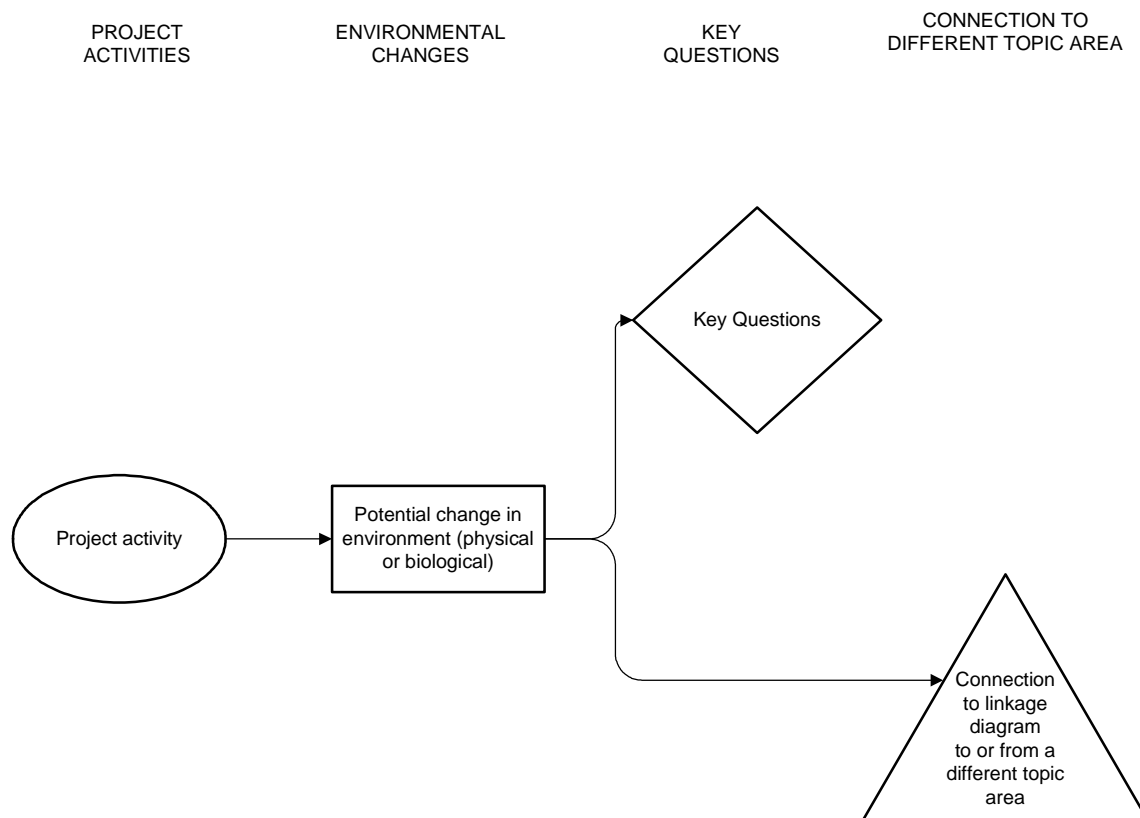 PROJECT
ACTIVITIES
ENVIRONMENTAL
CHANGES
KEY
QUESTIONS
CONNECTION TO
DIFFERENT TOPIC AREA
Key Questions
Project activity
Potential change in
environment (physical
or biological)
Connection
to linkage
diagram
to or from a
different topic
area